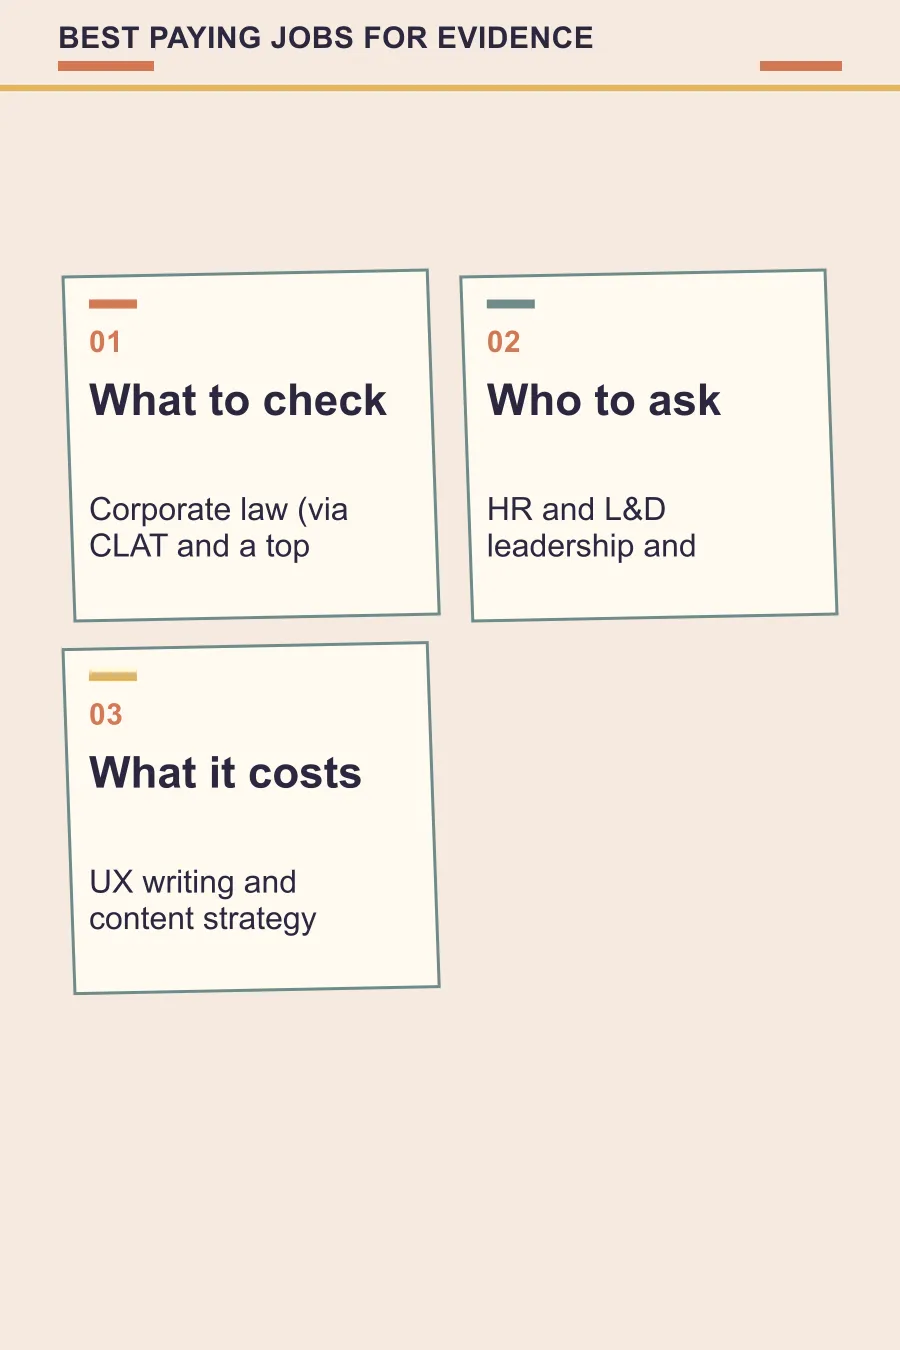 BEST PAYING JOBS FOR EVIDENCE
01
What to check
Corporate law (via
CLAT and a top
02
Who to ask
HR and L&D
leadership and
03
What it costs
UX writing and
content strategy